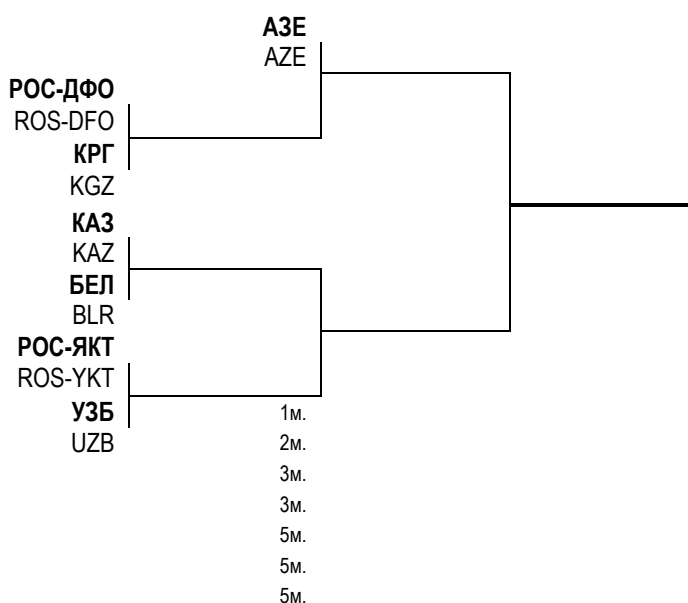 АЗЕ
AZE
РОС-ДФО
ROS-DFO
КРГ
KGZ
КАЗ
KAZ
БЕЛ
BLR
РОС-ЯКТ
ROS-YKT
УЗБ
UZB
1м.
2м.
3м.
3м.
5м.
5м.
5м.